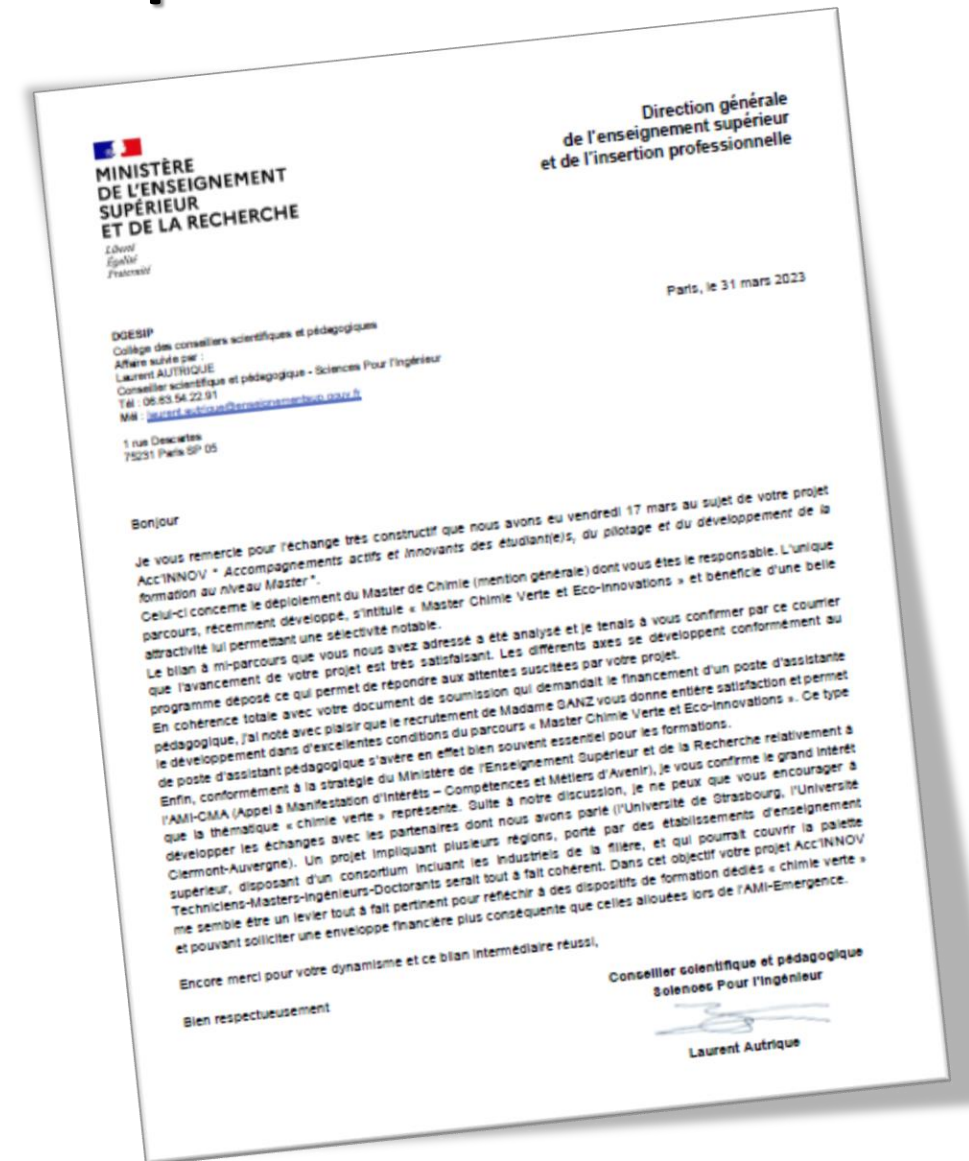 MINISTÈRE
DE L'ENSEIGNEMENT
SUPÉRIEUR
ET DE LA RECHERCHE
Liberté
Égalité
Fraternité
Direction générale
de l'enseignement supérieur
et de l'insertion professionnelle
Paris, le 31 mars 2023
DGESIP
Collège des conseillers scientifiques et pédagogiques
Affaire suivie par :
Laurent AUTRIQUE
Conseiller scientifique et pédagogique - Sciences Pour l'Ingénieur
Tél : 06.63.54.22.91
Mél : laurent.autrique@enseignementsup.gouv.fr
1 rue Descartes
75231 Paris SP 05
Bonjour
Je vous remercie pour l'échange très constructif que nous avons eu vendredi 17 mars au sujet de votre projet
Acc'INNOV " Accompagnements actifs et innovants des étudiant(e)s, du pilotage et du développement de la
formation au niveau Master".
Celui-ci concerne le déploiement du Master de Chimie (mention générale) dont vous êtes le responsable. L'unique
parcours, récemment développé, s'intitule « Master Chimie Verte et Eco-Innovations » et bénéficie d'une belle
attractivité lui permettant une sélectivité notable.
Le bilan à mi-parcours que vous nous avez adressé a été analysé et je tenais à vous confirmer par ce courrier
que l'avancement de votre projet est très satisfaisant. Les différents axes se développent conformément au
programme déposé ce qui permet de répondre aux attentes suscitées par votre projet.
En cohérence totale avec votre document de soumission qui demandait le financement d'un poste d'assistante
pédagogique, j'ai noté avec plaisir que le recrutement de Madame SANZ vous donne entière satisfaction et permet
le développement dans d'excellentes conditions du parcours « Master Chimie Verte et Eco-Innovations ». Ce type
de poste d'assistant pédagogique s'avère en effet bien souvent essentiel pour les formations.
Enfin, conformément à la stratégie du Ministère de l'Enseignement Supérieur et de la Recherche relativement à
l'AMI-CMA (Appel à Manifestation d'Intérêts – Compétences et Métiers d'Avenir), je vous confirme le grand intérêt
que la thématique « chimie verte » représente. Suite à notre discussion, je ne peux que vous encourager à
développer les échanges avec les partenaires dont nous avons parlé (l'Université de Strasbourg, l'Université
Clermont-Auvergne). Un projet impliquant plusieurs régions, porté par des établissements d'enseignement
supérieur, disposant d'un consortium incluant les industriels de la filière, et qui pourrait couvrir la palette
Techniciens-Masters-Ingénieurs-Doctorants serait tout à fait cohérent. Dans cet objectif votre projet Acc'INNOV
me semble être un levier tout à fait pertinent pour réfléchir à des dispositifs de formation dédiés « chimie verte »
et pouvant solliciter une enveloppe financière plus conséquente que celles allouées lors de l'AMI-Emergence.
Encore merci pour votre dynamisme et ce bilan intermédiaire réussi,
Bien respectueusement
Conseiller scientifique et pédagogique
Sciences Pour l'Ingénieur
Laurent Autrique